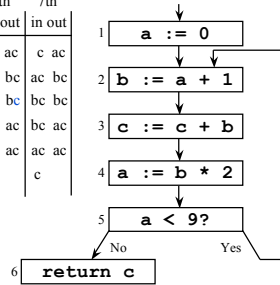 th 7th
out in out
ac c ac
bc ac bc
bc bc bc
ac bc ac
ac ac ac
c
1 a := 0
2 b := a + 1
3 c := c + b
4 a := b * 2
5 a < 9?
No Yes
6 return c